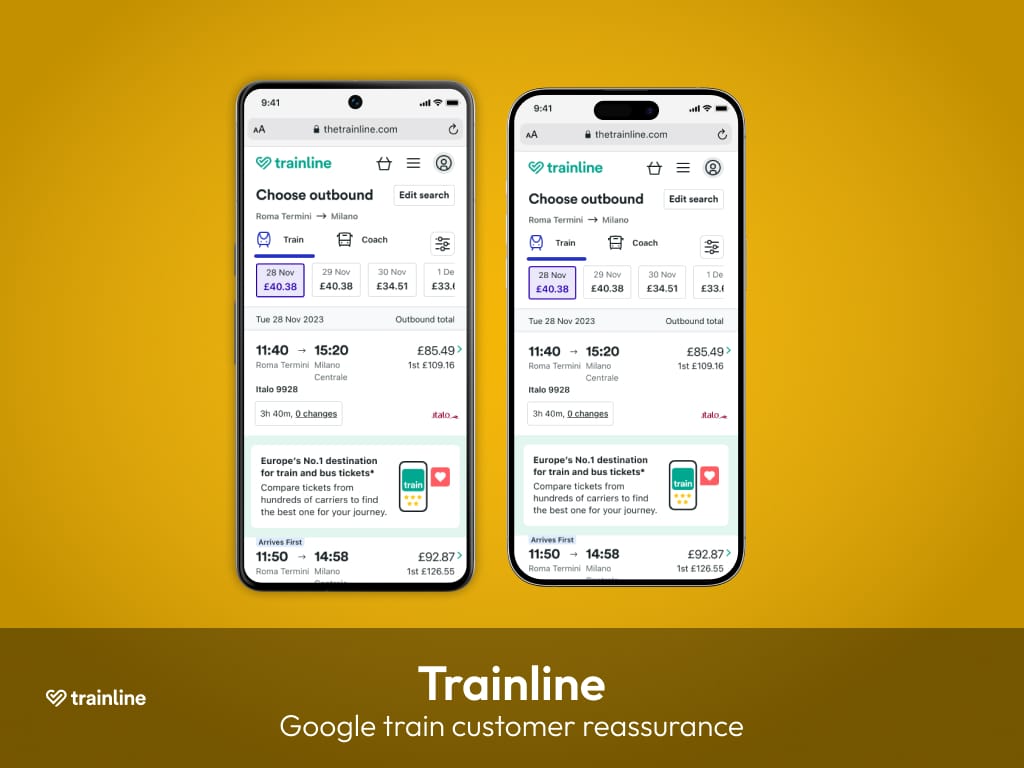 9:41
AA thetrainline.com
trainline
Choose outbound Edit search
Roma Termini → Milano
Train Coach
28 Nov 29 Nov 30 Nov 1 De
£40.38 £40.38 £34.51 £33.6
Tue 28 Nov 2023 Outbound total
11:40 → 15:20 £85.49
Roma Termini Milano 1st £109.16
Centrale
Italo 9928
3h 40m, 0 changes italo
Europe's No.1 destination
for train and bus tickets*
Compare tickets from
hundreds of carriers to find
the best one for your journey.
train
Arrives First
11:50 → 14:58 £92.87
Roma Termini Milano 1st £126.55
Centrale
9:41
AA thetrainline.com
trainline
Choose outbound Edit search
Roma Termini → Milano
Train Coach
28 Nov 29 Nov 30 Nov 1 De
£40.38 £40.38 £34.51 £33.6
Tue 28 Nov 2023 Outbound total
11:40 → 15:20 £85.49
Roma Termini Milano 1st £109.16
Centrale
Italo 9928
3h 40m, 0 changes italo
Europe's No.1 destination
for train and bus tickets*
Compare tickets from
hundreds of carriers to find
the best one for your journey.
train
Arrives First
11:50 → 14:58 £92.87
Roma Termini Milano 1st £126.55
trainline
Trainline
Google train customer reassurance